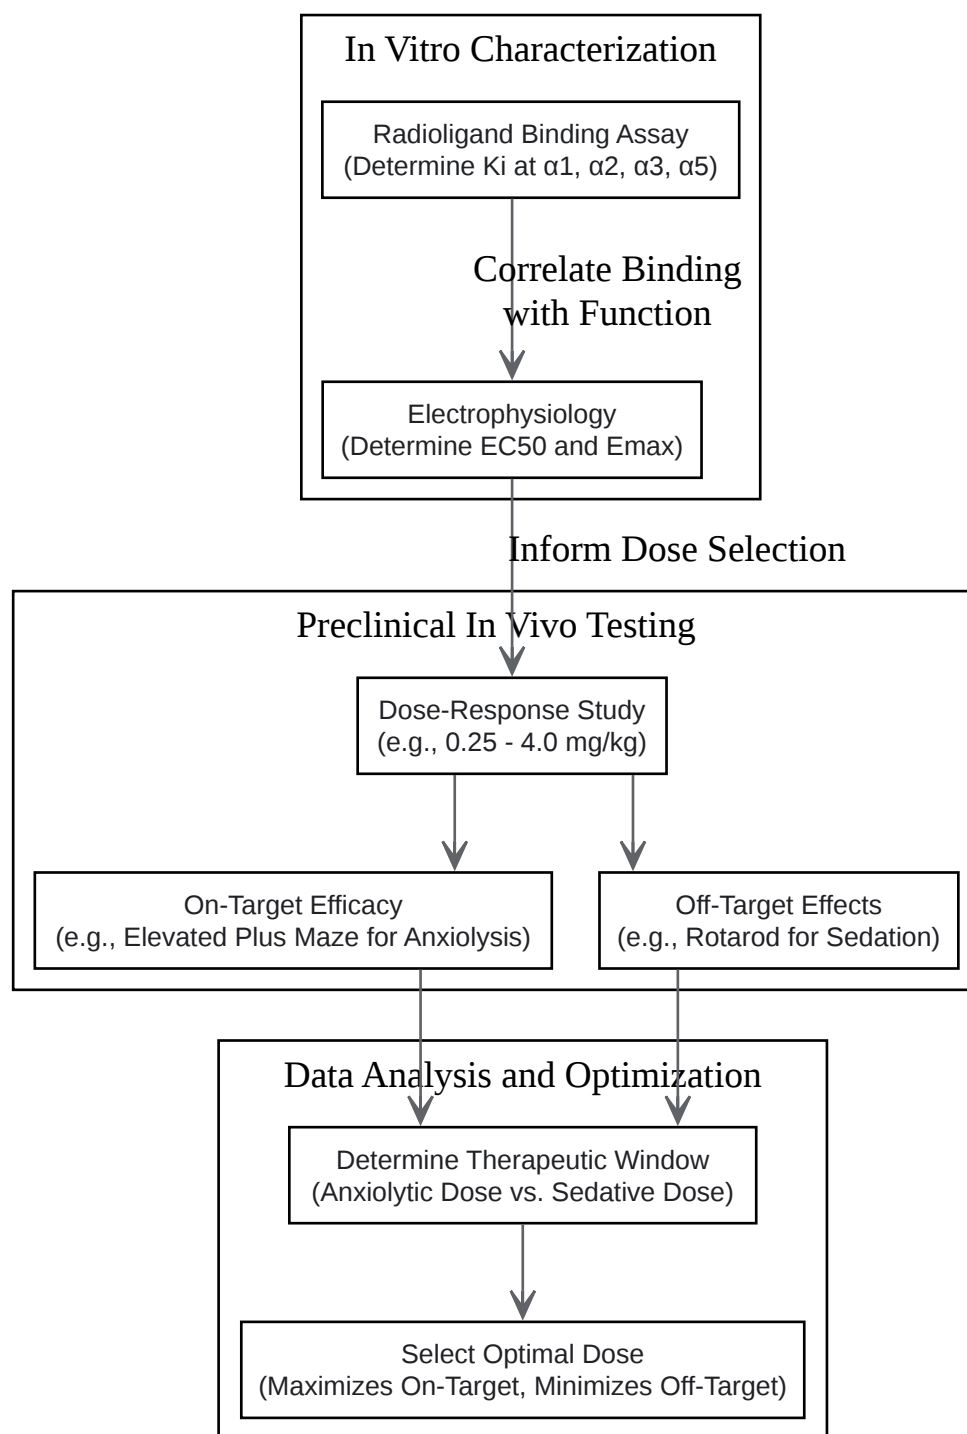 In Vitro Characterization
Radioligand Binding Assay
(Determine Ki at α1, α2, α3, α5)
Correlate Binding
with Function
Electrophysiology
(Determine EC50 and Emax)
Inform Dose Selection
Preclinical In Vivo Testing
Dose-Response Study
(e.g., 0.25 - 4.0 mg/kg)
On-Target Efficacy
(e.g., Elevated Plus Maze for Anxiolysis)
Off-Target Effects
(e.g., Rotarod for Sedation)
Data Analysis and Optimization
Determine Therapeutic Window
(Anxiolytic Dose vs. Sedative Dose)
Select Optimal Dose
(Maximizes On-Target, Minimizes Off-Target)